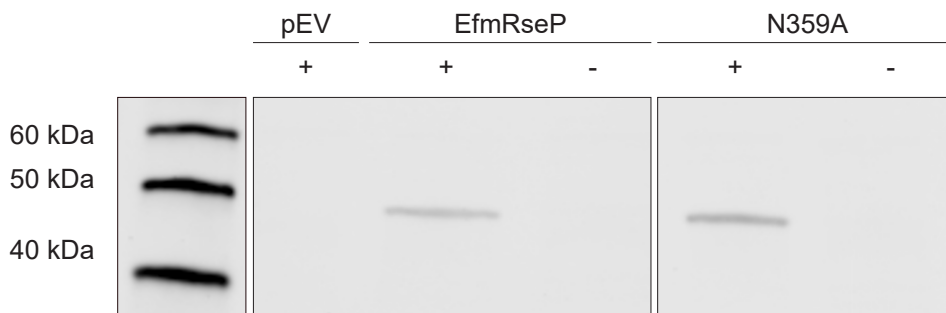 pEV EfmRseP N359A
+ + - + -
60 kDa
50 kDa
40 kDa